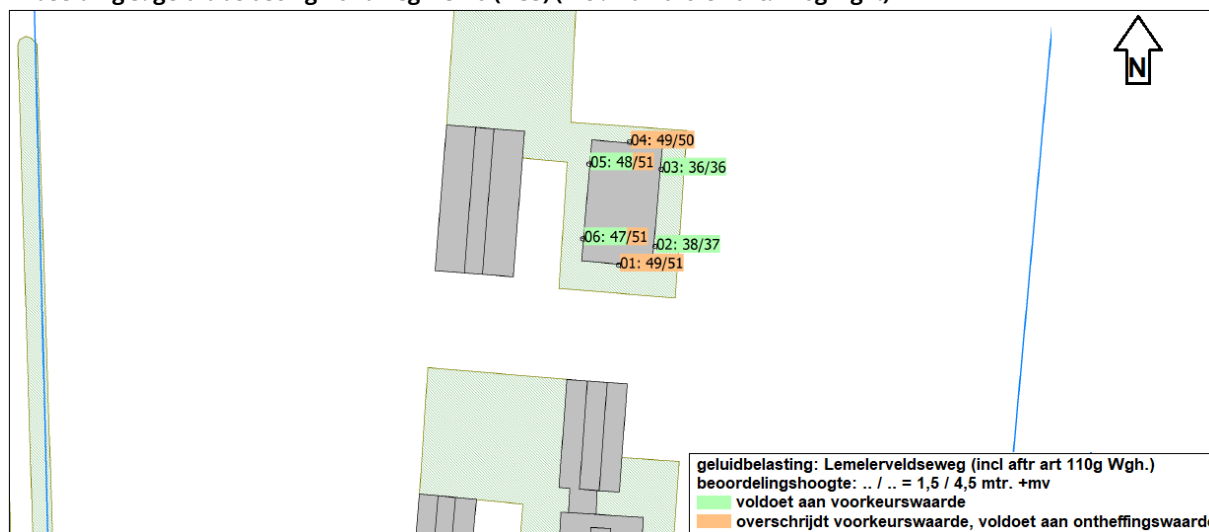 N
04: 49/50
05: 48/51
03: 36/36
06: 47/51
02: 38/37
01: 49/51
geluidbelasting: Lemelerveldseweg (incl aftr art 110g Wgh.)
beoordelingshoogte: .. / .. = 1,5 / 4,5 mtr. +mv
voldoet aan voorkeurswaarde
overschrijdt voorkeurswaarde, voldoet aan ontheffingswaarde